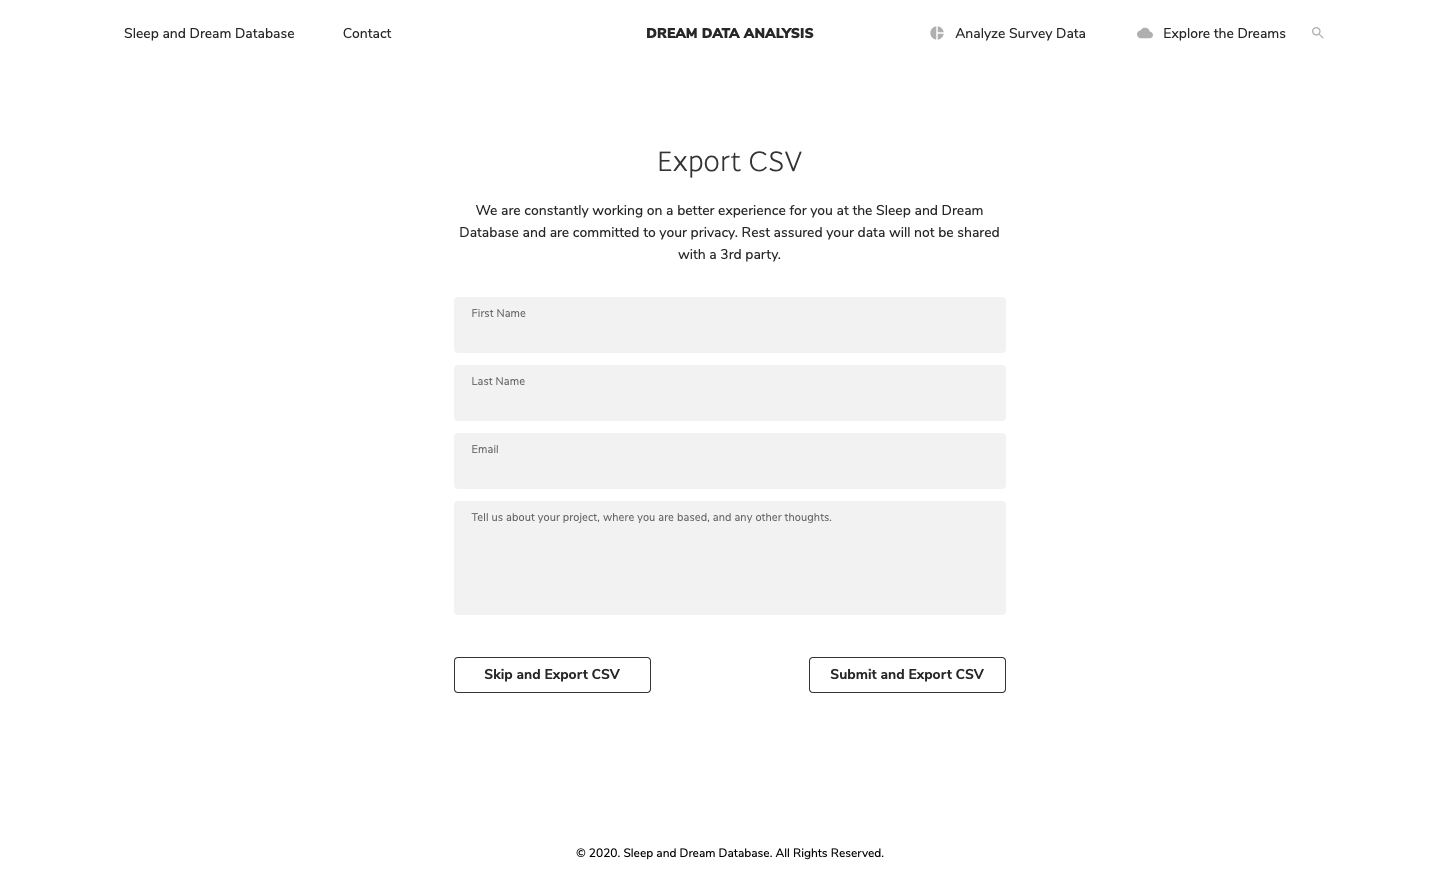 Sleep and Dream Database
Contact
DREAM DATA ANALYSIS
Analyze Survey Data
Explore the Dreams
Export CSV
We are constantly working on a better experience for you at the Sleep and Dream
Database and are committed to your privacy. Rest assured your data will not be shared
with a 3rd party.
First Name
Last Name
Email
Tell us about your project, where you are based, and any other thoughts.
Skip and Export CSV
Submit and Export CSV
© 2020. Sleep and Dream Database. All Rights Reserved.